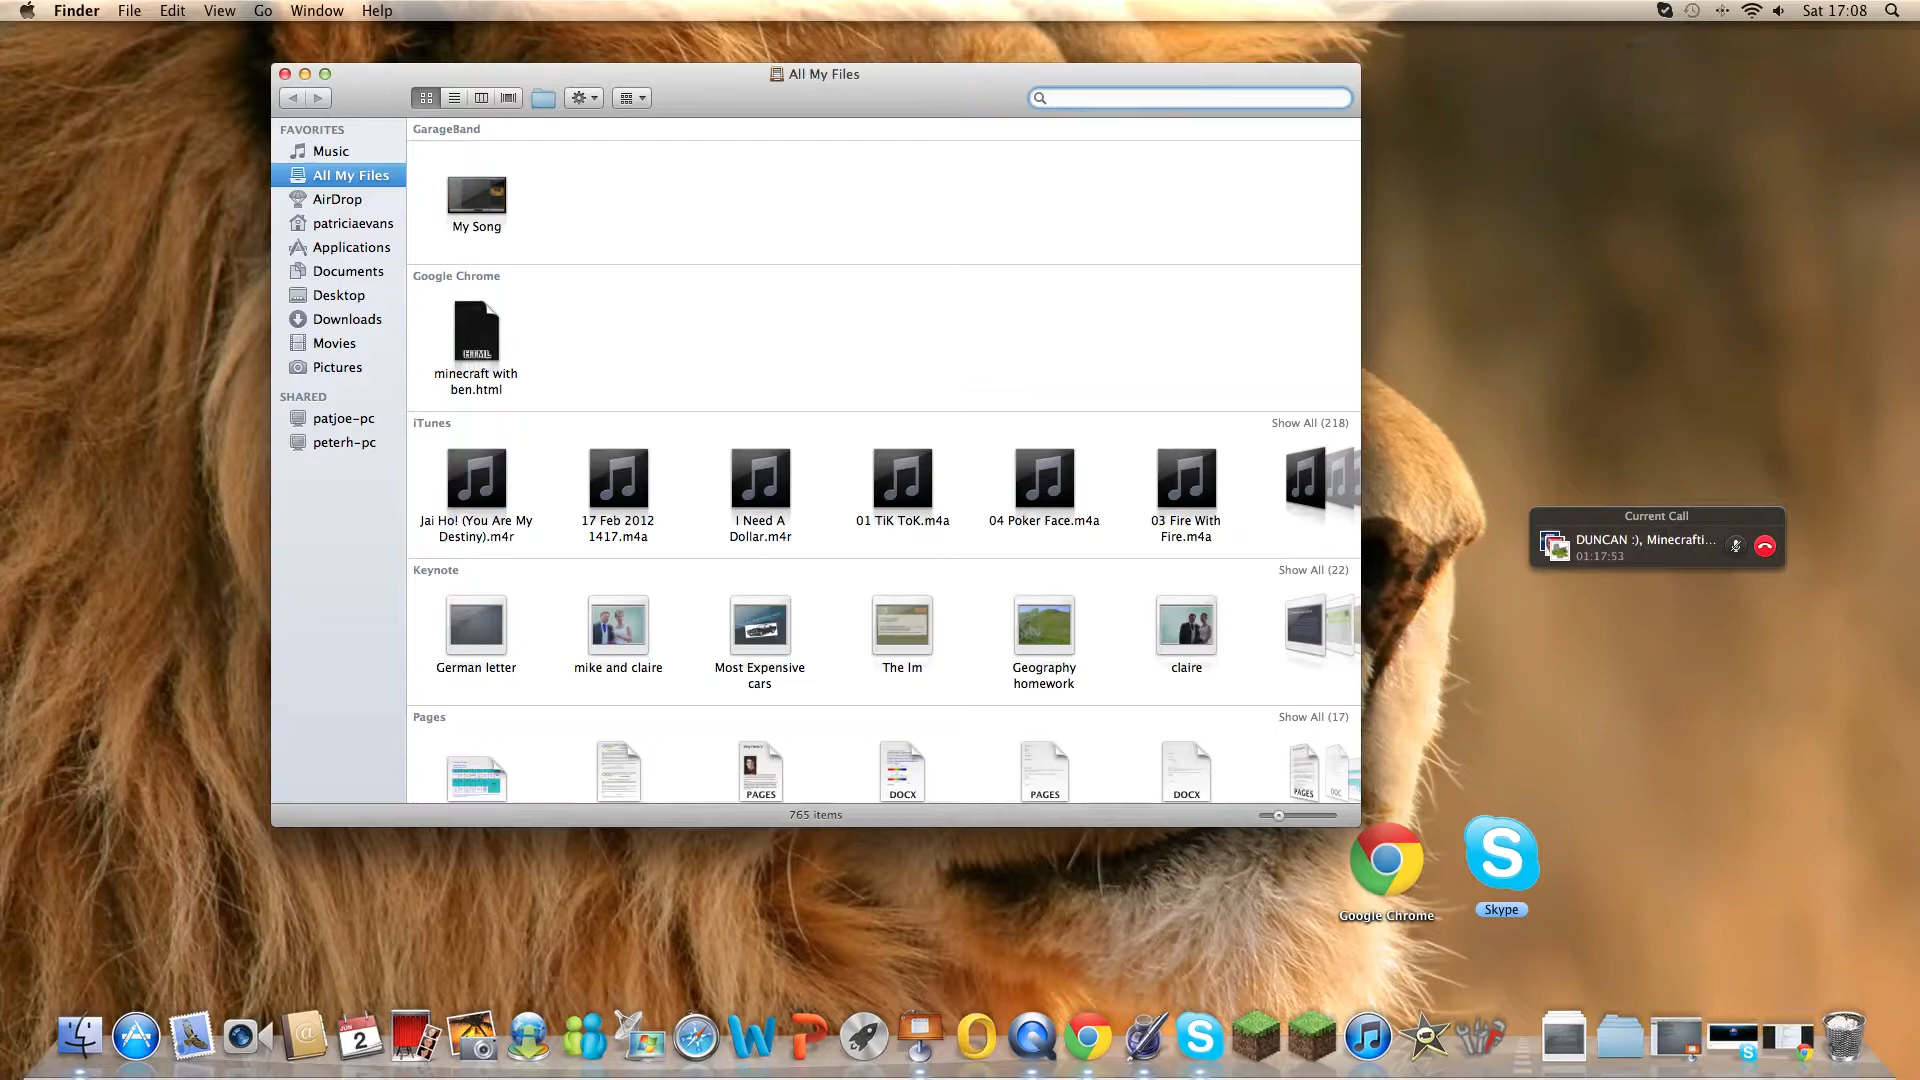 Finder File Edit View Go Window Help
Sat 17:08
All My Files
FAVORITES
Music
All My Files
AirDrop
patriciaevans
Applications
Documents
Desktop
Downloads
Movies
Pictures
SHARED
patjoe-pc
peterh-pc
GarageBand
My Song
Google Chrome
HTML
minecraft with
ben.html
iTunes
Show All (218)
Jai Ho! (You Are My
Destiny).m4r
17 Feb 2012
1417.m4a
I Need A
Dollar.m4r
01 TiK ToK.m4a
04 Poker Face.m4a
03 Fire With
Fire.m4a
Keynote
Show All (22)
German letter
mike and claire
Most Expensive
cars
The Im
Geography
homework
claire
Pages
Show All (17)
PAGES
DOCX
PAGES
DOCX
PAGES
DOC
765 items
Current Call
DUNCAN :), Minecrafti...
01:17:53
Google Chrome
Skype
JUN
2